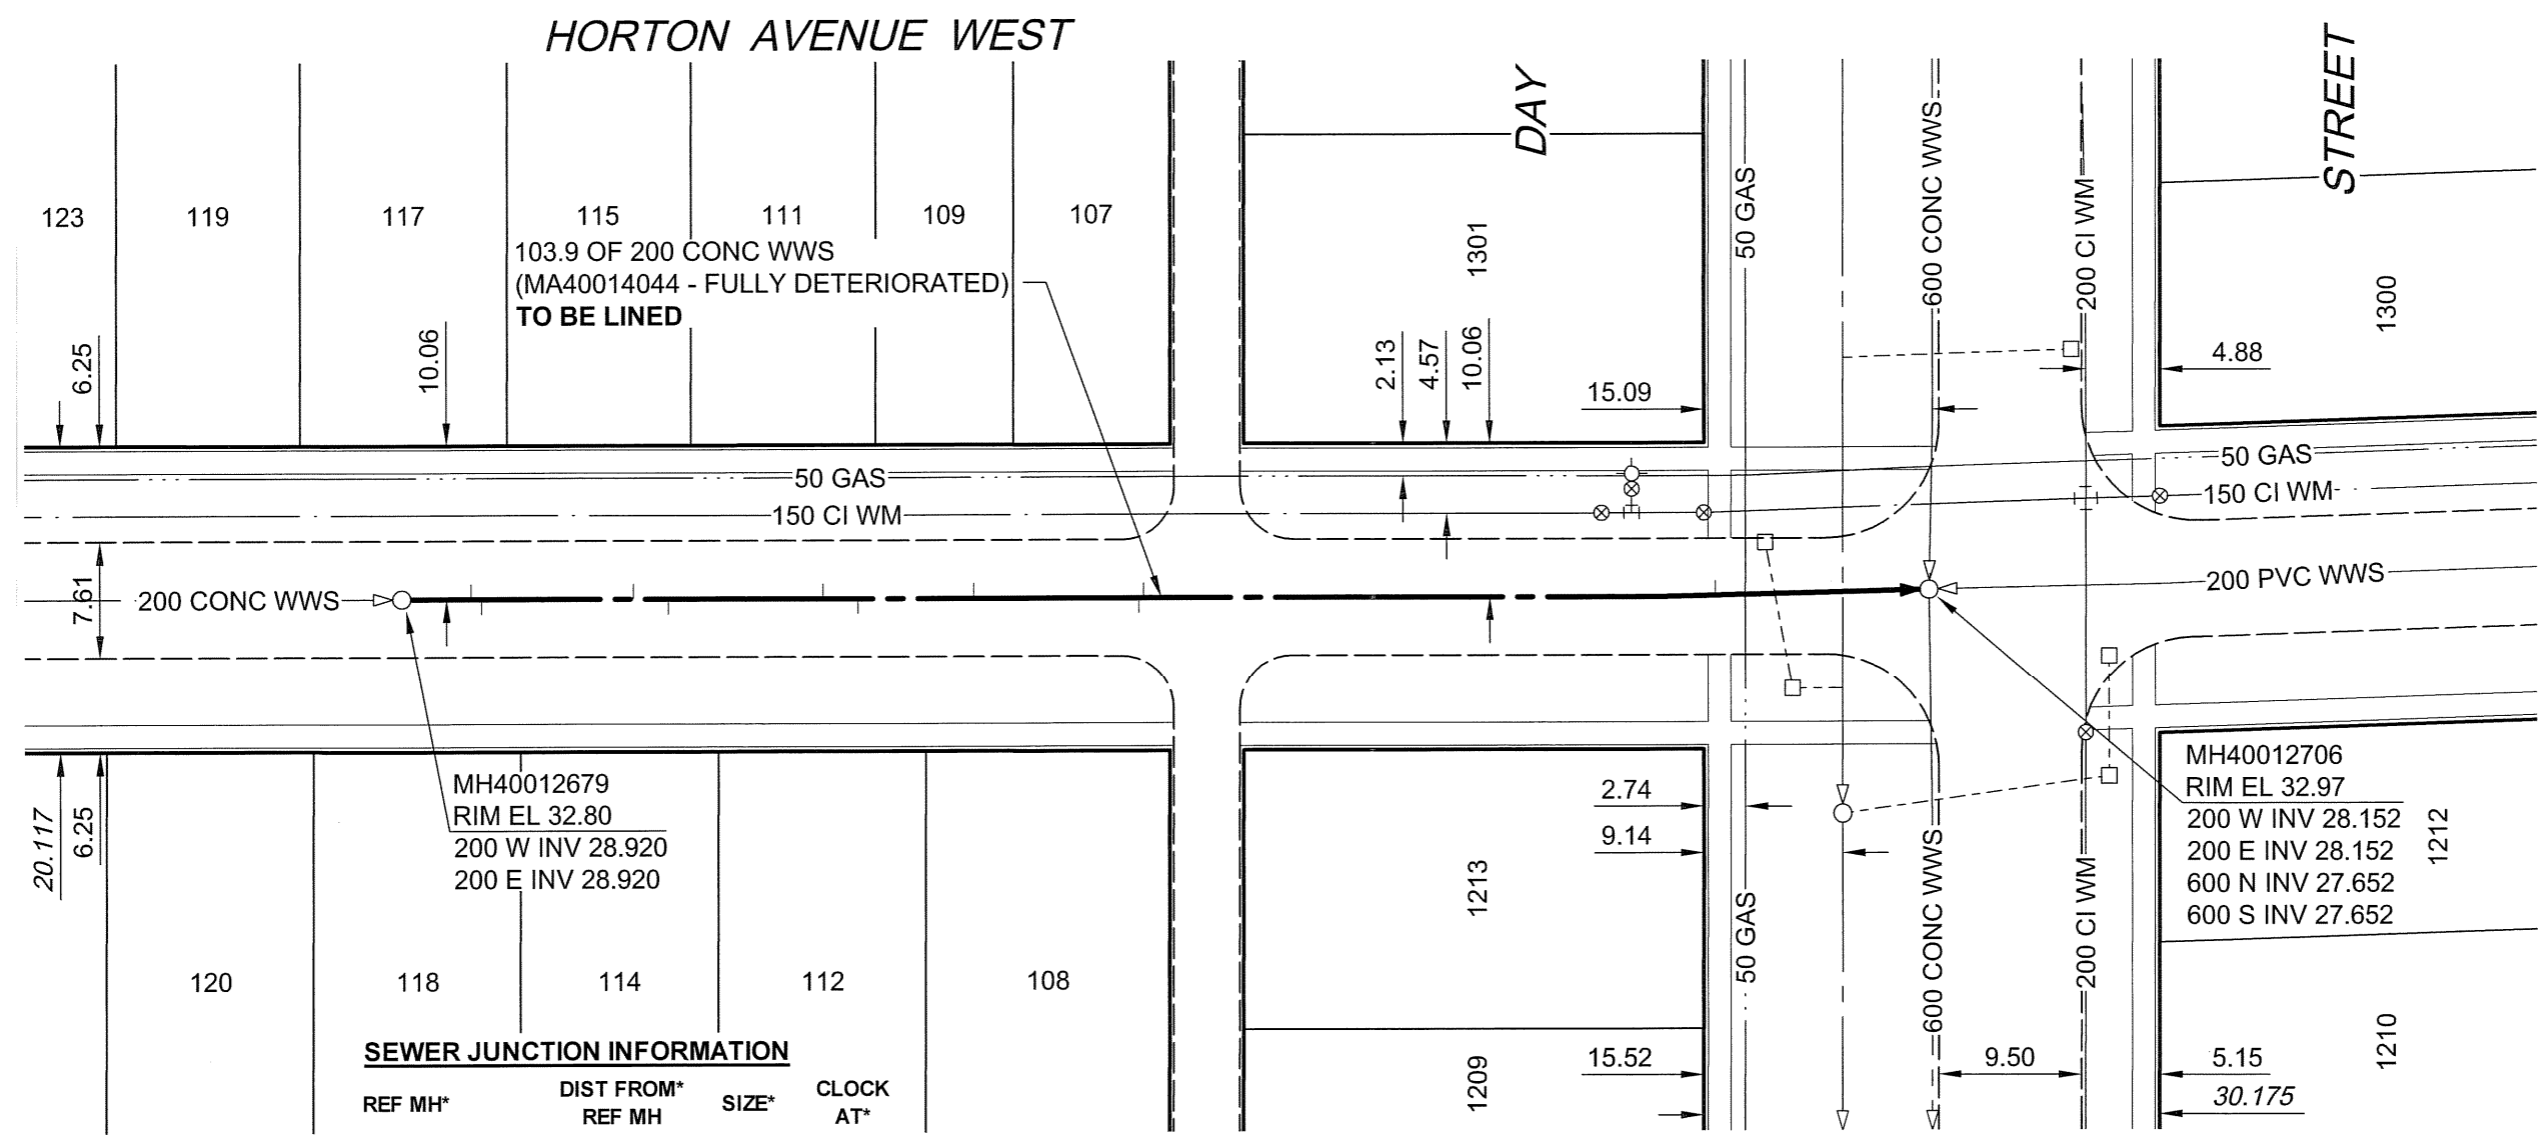 HORTON AVENUE WEST
DAY
STREET
123
119
117
115
111
109
107
1301
1300
103.9 OF 200 CONC WWS
(MA40014044 - FULLY DETERIORATED)
TO BE LINED
50 GAS
600 CONC WWS
200 CI WM
6.25
10.06
2.13
4.57
10.06
15.09
4.88
50 GAS
50 GAS
150 CI WM
150 CI WM
7.61
200 CONC WWS
200 PVC WWS
20.117
6.25
MH40012679
RIM EL 32.80
200 W INV 28.920
200 E INV 28.920
2.74
9.14
MH40012706
RIM EL 32.97
200 W INV 28.152
200 E INV 28.152
600 N INV 27.652
600 S INV 27.652
1212
1213
50 GAS
600 CONC WWS
200 CI WM
120
118
114
112
108
1209
1210
15.52
9.50
5.15
30.175
SEWER JUNCTION INFORMATION
REF MH*
DIST FROM*
REF MH
SIZE*
CLOCK
AT*